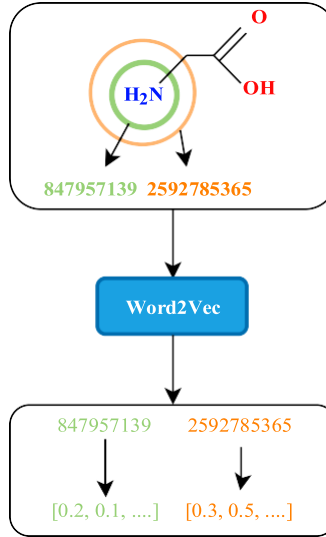 O
H₂N
OH
847957139 2592785365
Word2Vec
847957139 2592785365
[0.2, 0.1, ....] [0.3, 0.5, ....]